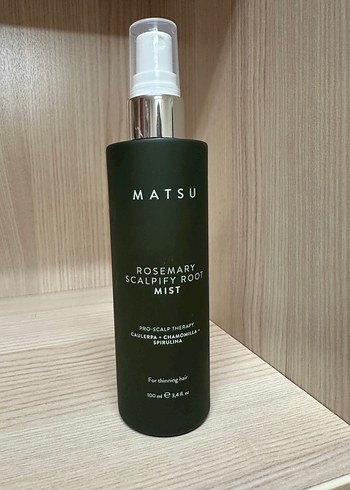 MATSU
ROSEMARY
SCALPIFY ROOT
MIST
PRO-SCALP THERAPY
CAULERPA + CHAMOMILLA +
SPIRULINA
For thinning hair
100 ml ℮ 3,4 fl. oz